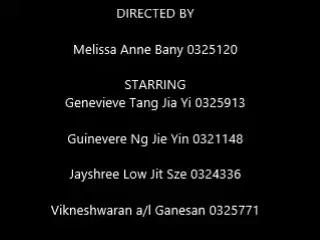 DIRECTED BY
Melissa Anne Bany 0325120
STARRING
Genevieve Tang Jia Yi 0325913
Guinevere Ng Jie Yin 0321148
Jayshree Low Jit Sze 0324336
Vikneshwaran a/l Ganesan 0325771